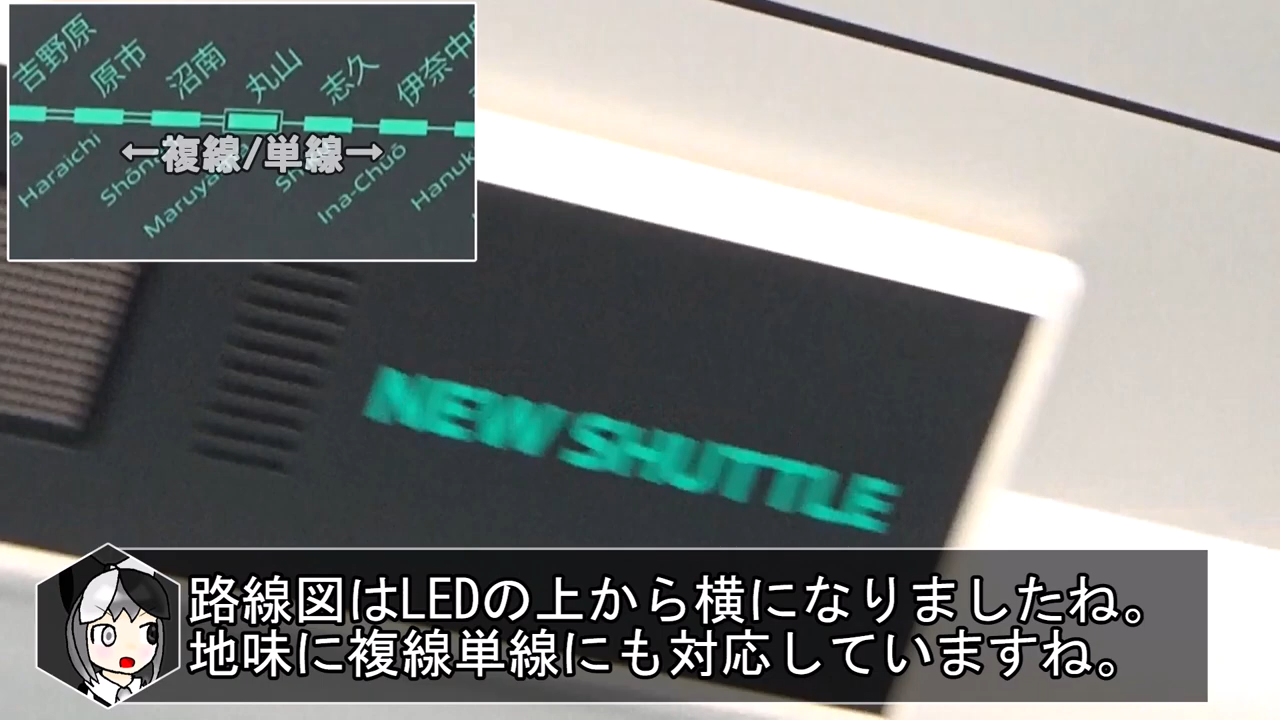 吉野原
原市
沼南
丸山
志久
伊奈中央
←複線/単線→
Haraichi
Ina-Chuō
NEW SHUTTLE
路線図はLEDの上から横になりましたね。
地味に複線単線にも対応していますね。